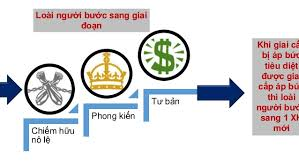 Loài người bước sang giai
đoạn
Chiếm hữu
nô lệ
Phong kiến
Tư bản
Khi giai cấ
bị áp bức
tiêu diệt
được gia
cấp áp bứ
thì loài
người bướ
sang 1 XH
mới